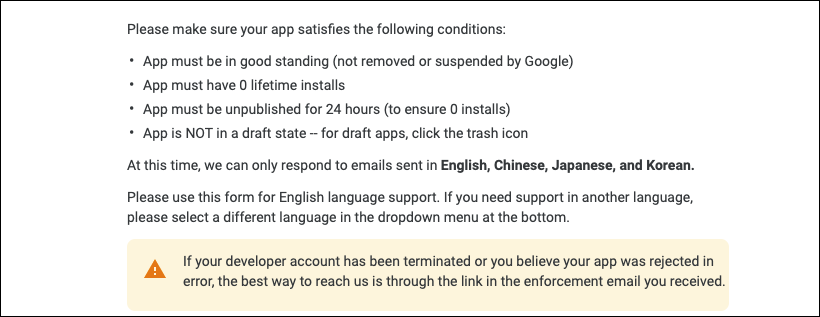 Please make sure your app satisfies the following conditions:
• App must be in good standing (not removed or suspended by Google)
• App must have 0 lifetime installs
• App must be unpublished for 24 hours (to ensure 0 installs)
• App is NOT in a draft state -- for draft apps, click the trash icon
At this time, we can only respond to emails sent in English, Chinese, Japanese, and Korean.
Please use this form for English language support. If you need support in another language,
please select a different language in the dropdown menu at the bottom.
If your developer account has been terminated or you believe your app was rejected in
error, the best way to reach us is through the link in the enforcement email you received.